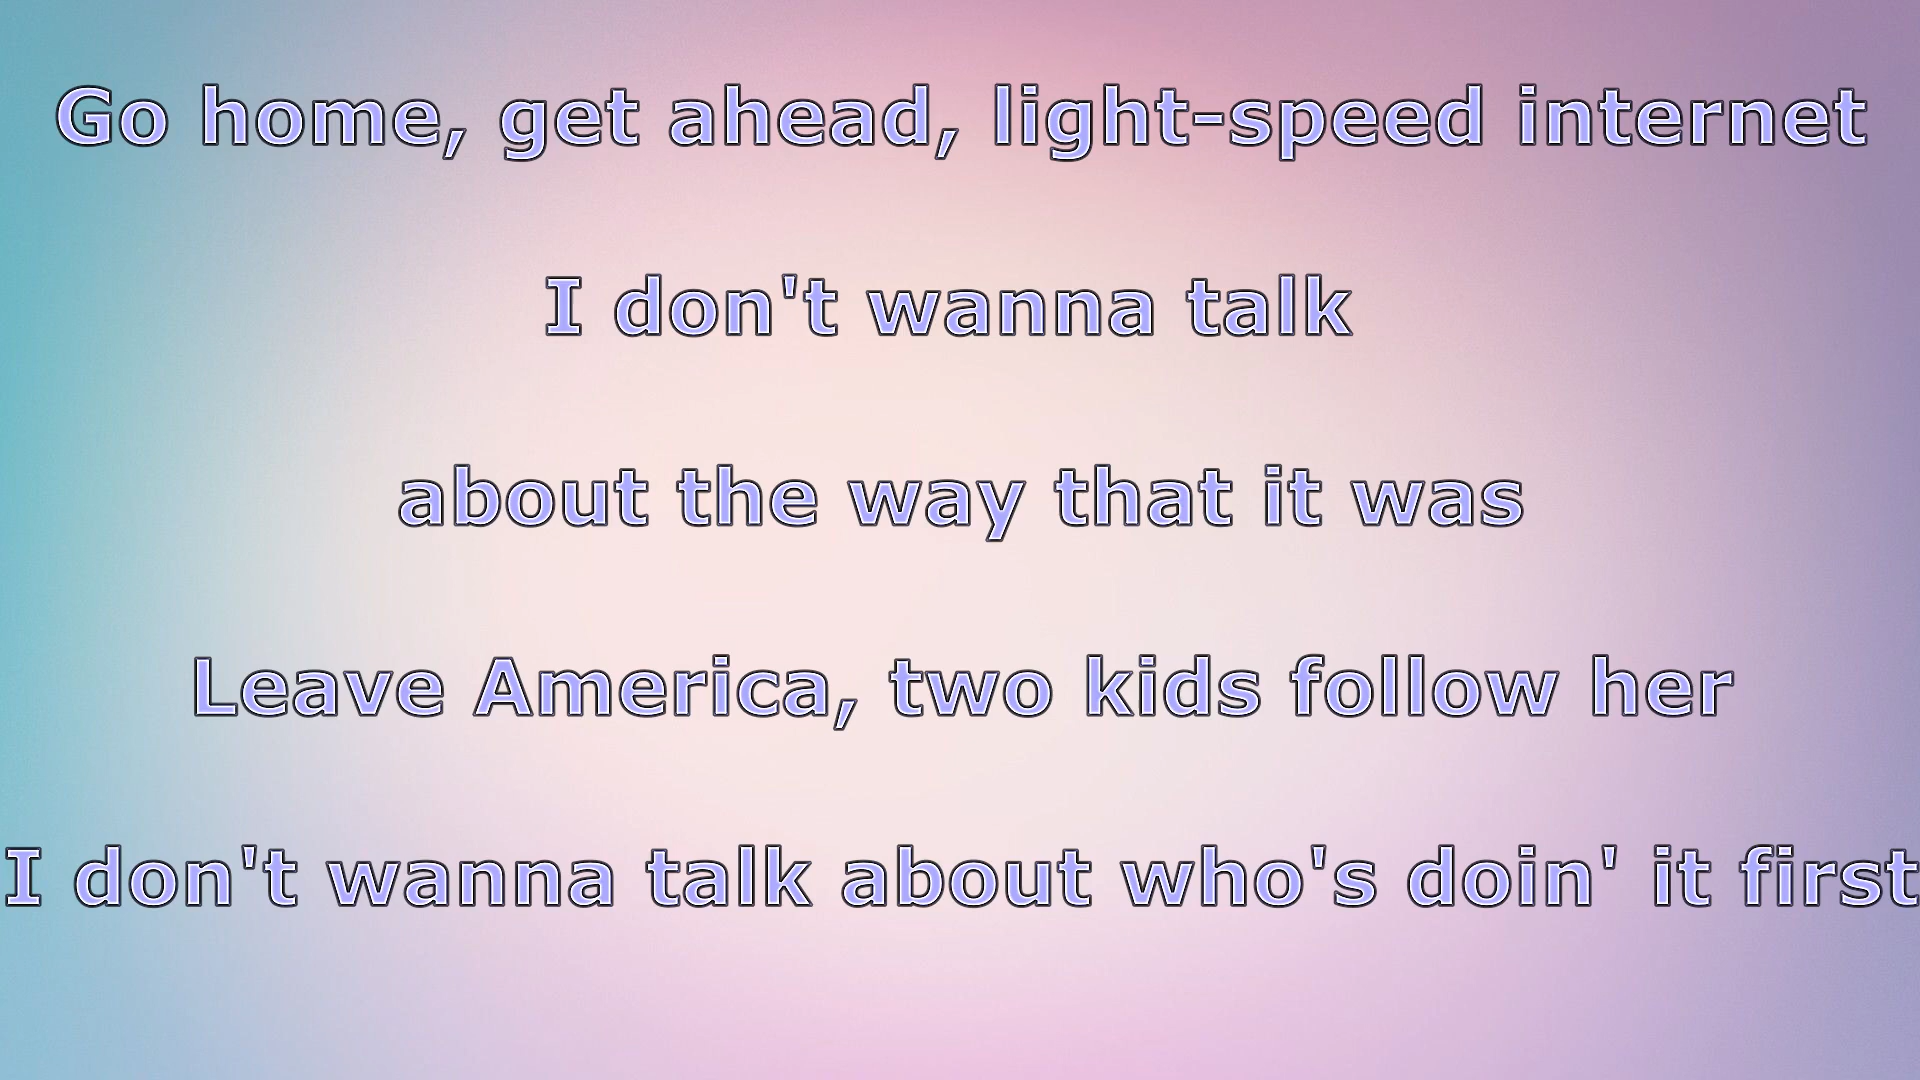 Go home, get ahead, light-speed internet
I don't wanna talk
about the way that it was
Leave America, two kids follow her
I don't wanna talk about who's doin' it first